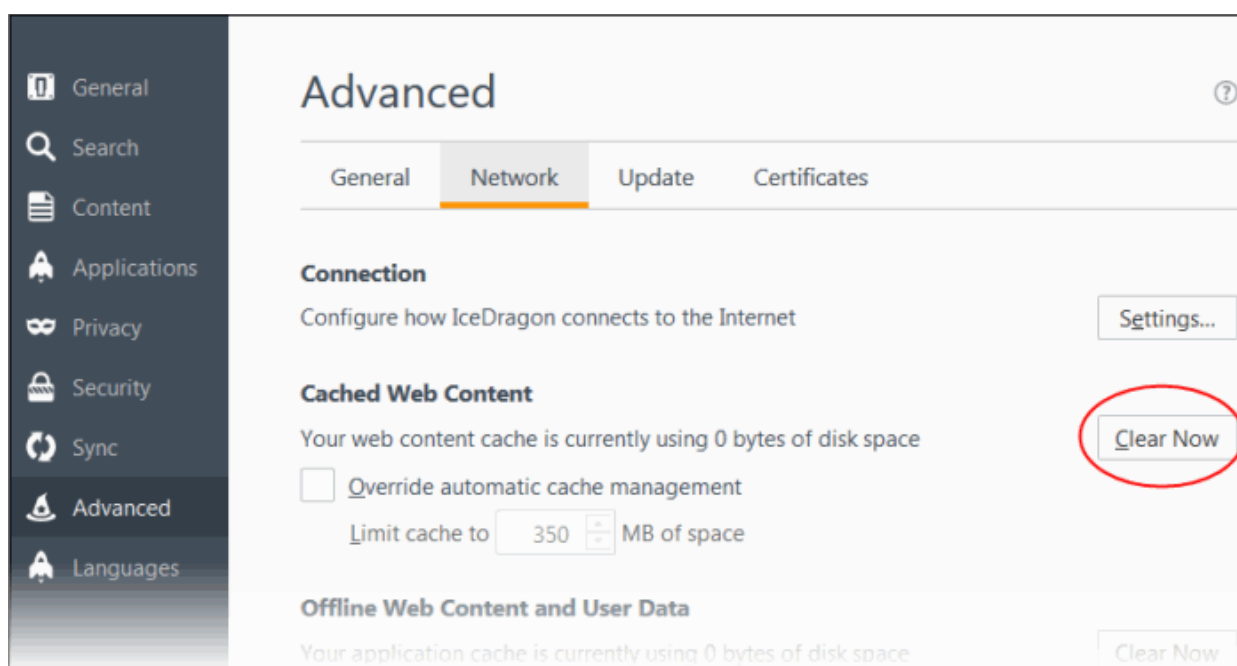 General
Search
Content
Applications
Privacy
Security
Sync
Advanced
Languages
Advanced
?
General Network Update Certificates
Connection
Configure how IceDragon connects to the Internet Settings...
Cached Web Content
Your web content cache is currently using 0 bytes of disk space Clear Now
Override automatic cache management
Limit cache to 350 MB of space
Offline Web Content and User Data
Your application cache is currently using 0 bytes of disk space Clear Now